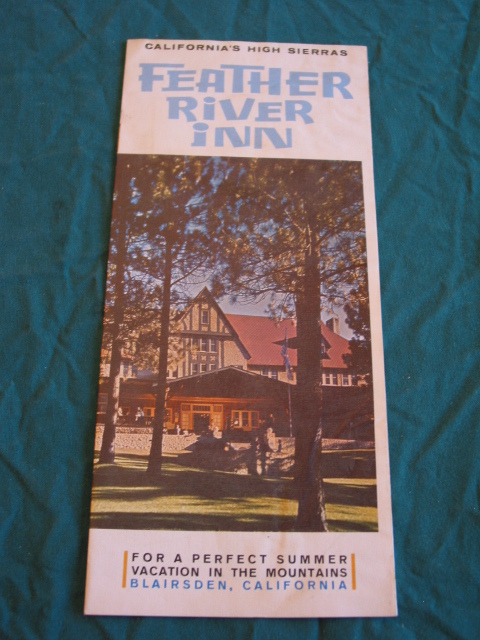 CALIFORNIA'S HIGH SIERRAS
FEATHER
RiVER
iNN
FOR A PERFECT SUMMER
VACATION IN THE MOUNTAINS
BLAIRSDEN, CALIFORNIA